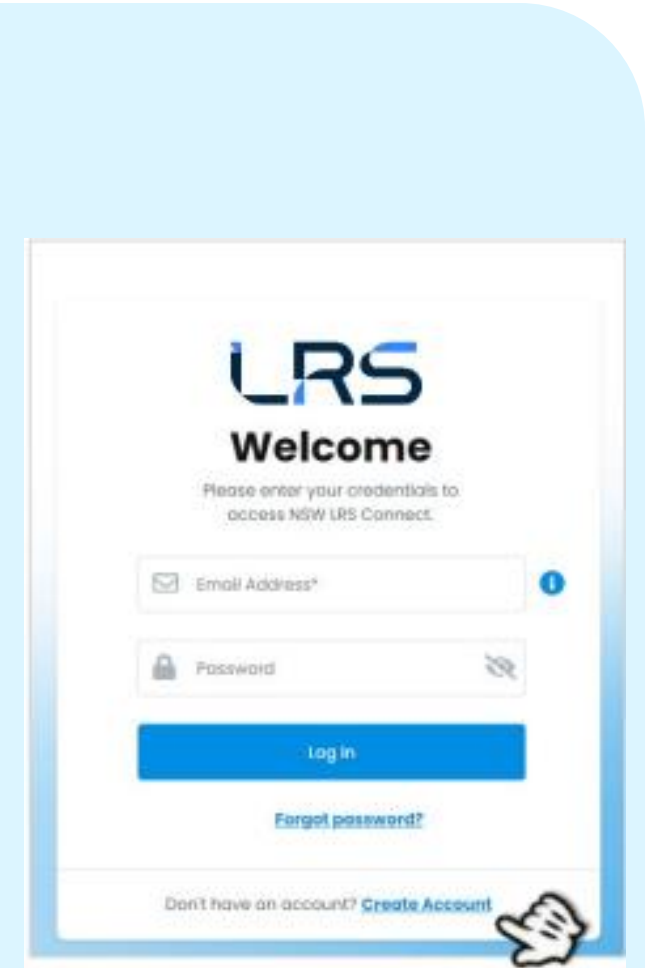 LRS
Welcome
Please enter your credentials to
access NSW LRS Connect.
Email Address*
Password
Log In
Forgot password?
Don't have an account? Create Account